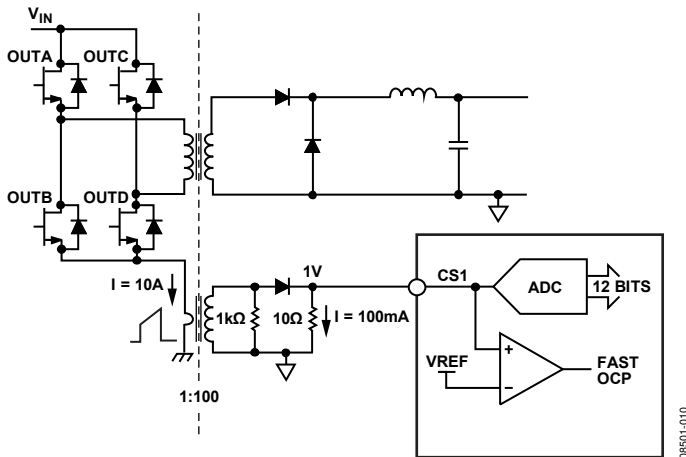 VIN
OUTA
OUTC
OUTB
OUTD
I = 10A
1kΩ
10Ω
1V
I = 100mA
1:100
CS1
ADC
12 BITS
VREF
+
−
FAST
OCP
08501-010